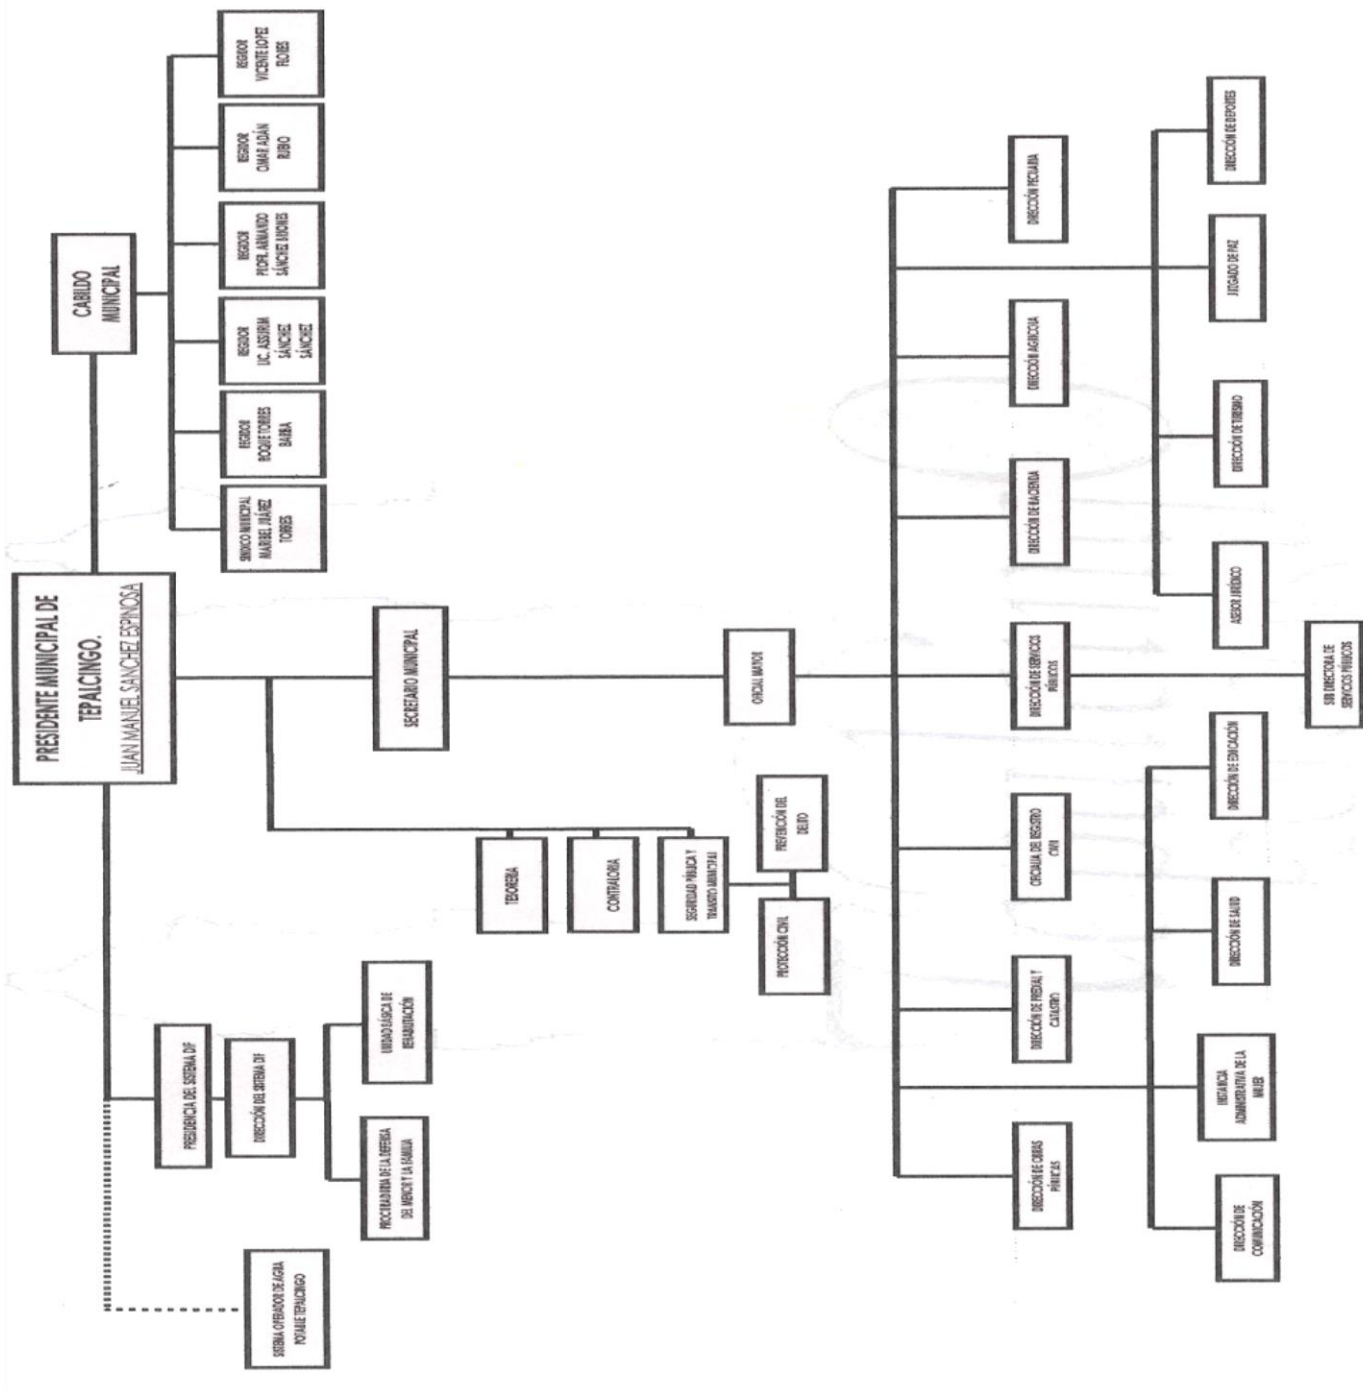 PRESIDENTE MUNICIPAL DE
TEPALCINGO.
JUAN MANUEL SANCHEZ ESPINOSA
CABILDO
MUNICIPAL
SINDICO MUNICIPAL
MARIBEL JUÁREZ
TORRES
REGIDOR
ROQUE TORRES
BARBA
REGIDOR
LIC. ASSURIM
SÁNCHEZ
SÁNCHEZ
REGIDOR
PROFR. ARMANDO
SÁNCHEZ
REGIDOR
OMAR ADÁN
RUBIO
REGIDOR
VICENTE LOPEZ
FLORES
SISTEMA OPERADOR DE AGUA
POTABLE TEPALCINGO
PRESIDENCIA DEL SISTEMA DIF
DIRECCIÓN DEL SISTEMA DIF
PROCURADURIA DE LA DEFENSA
DEL MENOR Y LA FAMILIA
UNIDAD BÁSICA DE
REHABILITACIÓN
SECRETARIO MUNICIPAL
TESORERIA
CONTRALORIA
SEGURIDAD PÚBLICA Y
TRANSITO MUNICIPAL
PROTECCIÓN CIVIL
PREVENCIÓN DEL
DELITO
OFICIAL MAYOR
DIRECCIÓN DE OBRAS
PÚBLICAS
DIRECCIÓN DE PREDIAL Y
CATASTRO
OFICIALIA DEL REGISTRO
CIVIL
DIRECCIÓN DE SERVICIOS
PÚBLICOS
DIRECCIÓN DE HACIENDA
DIRECCIÓN AGRICOLA
DIRECCIÓN PECUARIA
DIRECCIÓN DE
COMUNICACIÓN
INSTANCIA
ADMINISTRATIVA DE LA
MUJER
DIRECCIÓN DE SALUD
DIRECCIÓN DE EDUCACIÓN
ASESOR JURÍDICO
DIRECCIÓN DE TURISMO
JUZGADO DE PAZ
DIRECCIÓN DE DEPORTES
SUB DIRECTORA DE
SERVICIOS PÚBLICOS